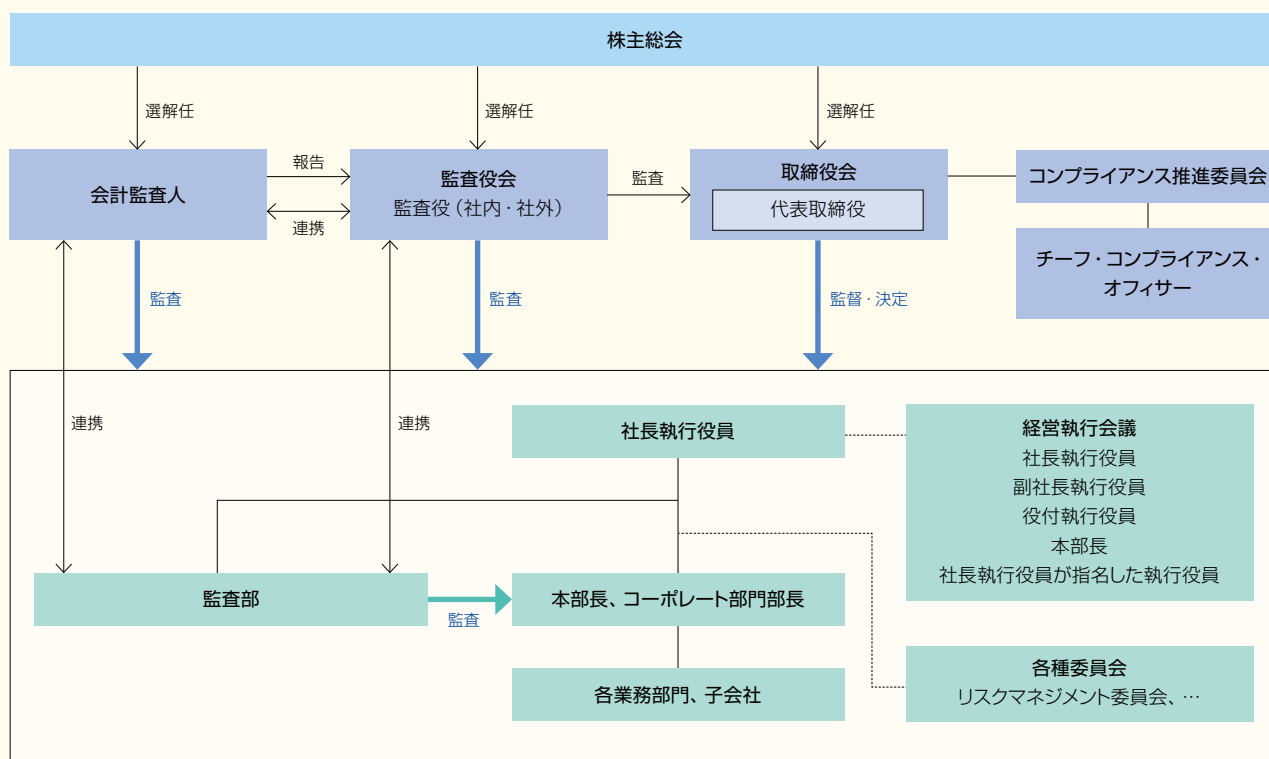 株主総会
選解任
選解任
選解任
会計監査人
報告
連携
監査役会
監査役（社内・社外）
監査
取締役会
代表取締役
コンプライアンス推進委員会
チーフ・コンプライアンス・
オフィサー
監査
監査
監督・決定
連携
連携
社長執行役員
経営執行会議
社長執行役員
副社長執行役員
役付執行役員
本部長
社長執行役員が指名した執行役員
監査部
監査
本部長、コーポレート部門部長
各業務部門、子会社
各種委員会
リスクマネジメント委員会、…